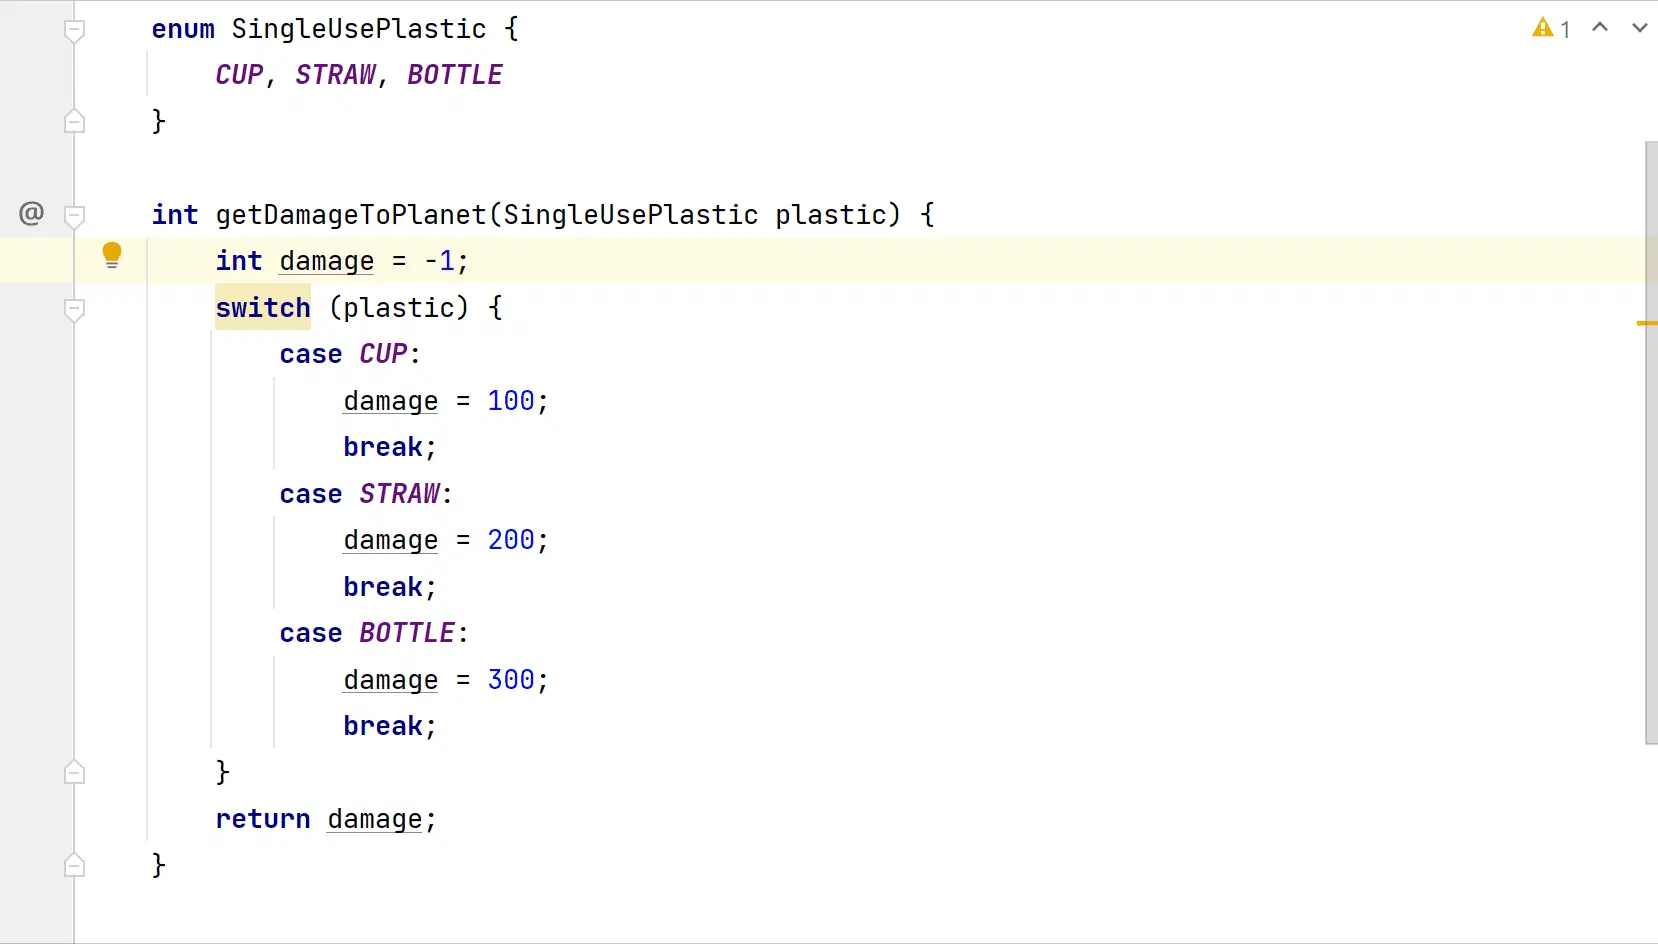 enum SingleUsePlastic {
1
CUP, STRAW, BOTTLE
}
@
int getDamageToPlanet(SingleUsePlastic plastic) {
int damage = -1;
switch (plastic) {
case CUP:
damage = 100;
break;
case STRAW:
damage = 200;
break;
case BOTTLE:
damage = 300;
break;
}
return damage;
}